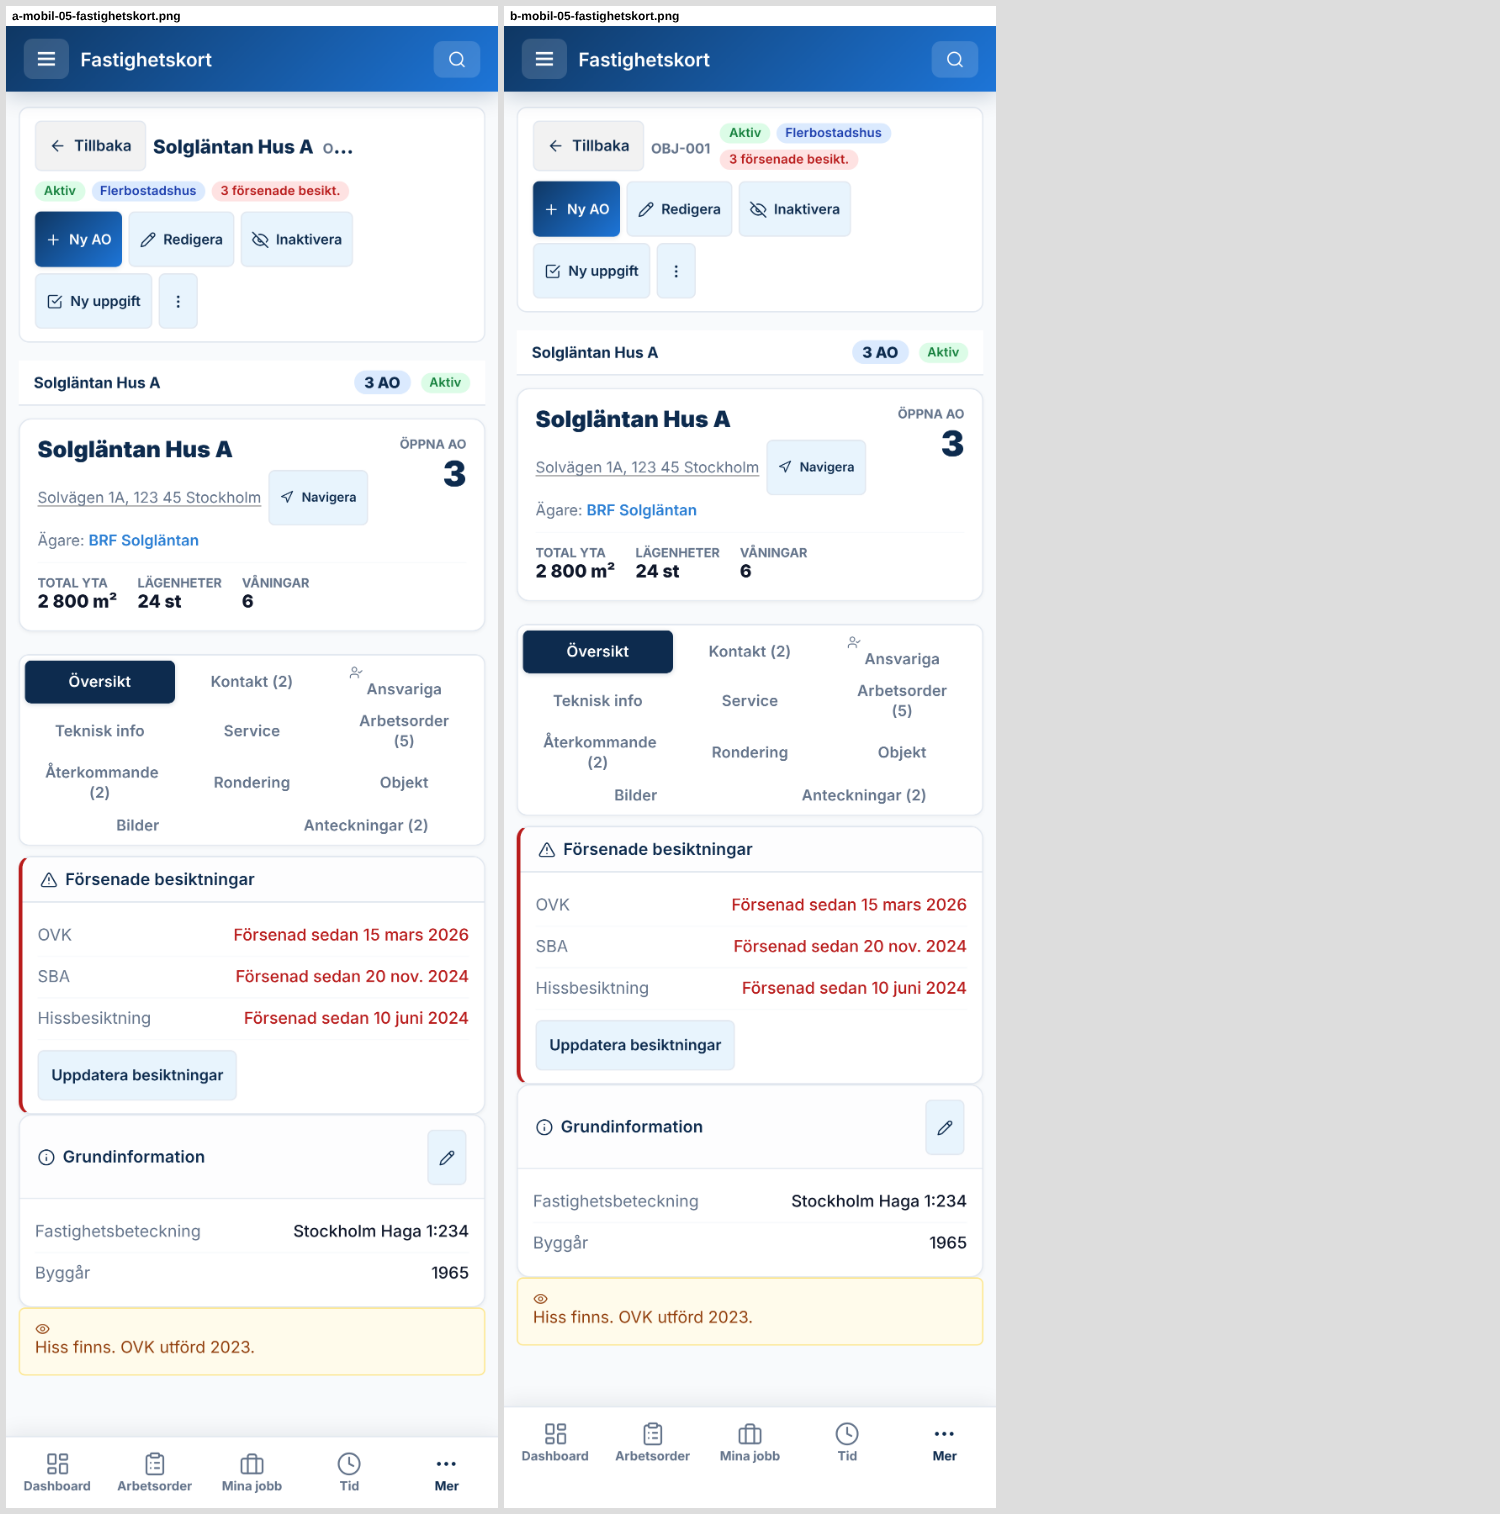 a-mobil-05-fastighetskort.png
Fastighetskort
Tillbaka
Solgläntan Hus A o...
Aktiv Flerbostadshus 3 försenade besikt.
Ny AO Redigera Inaktivera
Ny uppgift
Solgläntan Hus A 3 AO Aktiv
Solgläntan Hus A ÖPPNA AO
3
Solvägen 1A, 123 45 Stockholm Navigera
Ägare: BRF Solgläntan
TOTAL YTA LÄGENHETER VÅNINGAR
2 800 m² 24 st 6
Översikt Kontakt (2) Ansvariga
Teknisk info Service Arbetsorder
(5)
Återkommande
(2) Rondering Objekt
Bilder Anteckningar (2)
Försenade besiktningar
OVK Försenad sedan 15 mars 2026
SBA Försenad sedan 20 nov. 2024
Hissbesiktning Försenad sedan 10 juni 2024
Uppdatera besiktningar
Grundinformation
Fastighetsbeteckning Stockholm Haga 1:234
Byggår 1965
Hiss finns. OVK utförd 2023.
Dashboard Arbetsorder Mina jobb Tid Mer
b-mobil-05-fastighetskort.png
Fastighetskort
Tillbaka OBJ-001 Aktiv Flerbostadshus
3 försenade besikt.
Ny AO Redigera Inaktivera
Ny uppgift
Solgläntan Hus A 3 AO Aktiv
Solgläntan Hus A ÖPPNA AO
3
Solvägen 1A, 123 45 Stockholm Navigera
Ägare: BRF Solgläntan
TOTAL YTA LÄGENHETER VÅNINGAR
2 800 m² 24 st 6
Översikt Kontakt (2) Ansvariga
Teknisk info Service Arbetsorder
(5)
Återkommande
(2) Rondering Objekt
Bilder Anteckningar (2)
Försenade besiktningar
OVK Försenad sedan 15 mars 2026
SBA Försenad sedan 20 nov. 2024
Hissbesiktning Försenad sedan 10 juni 2024
Uppdatera besiktningar
Grundinformation
Fastighetsbeteckning Stockholm Haga 1:234
Byggår 1965
Hiss finns. OVK utförd 2023.
Dashboard Arbetsorder Mina jobb Tid Mer